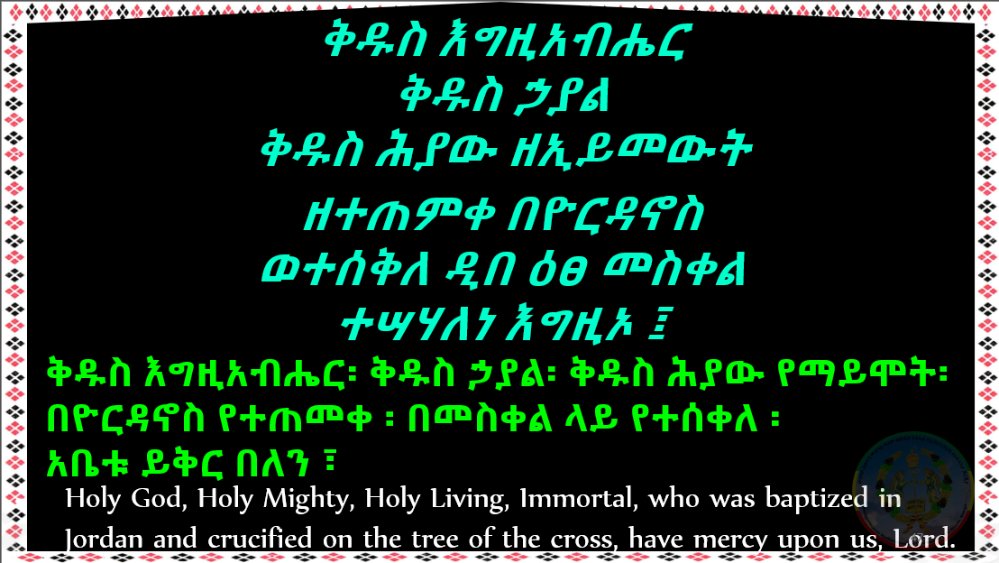 ቅዱስ እግዚአብሔር
ቅዱስ ኃያል
ቅዱስ ሕያው ዘኢይመውት
ዘተጠምቀ በዮርዳኖስ
ወተሰቅለ ዲበ ዕፀ መስቀል
ተሣሃለነ እግዚኦ ፤
ቅዱስ እግዚአብሔር፡ ቅዱስ ኃያል፡ ቅዱስ ሕያው የማይሞት፡
በዮርዳኖስ የተጠመቀ ፡ በመስቀል ላይ የተሰቀለ ፡
አቤቱ ይቅር በለን ፣
Holy God, Holy Mighty, Holy Living, Immortal, who was baptized in
Jordan and crucified on the tree of the cross, have mercy upon us, Lord.